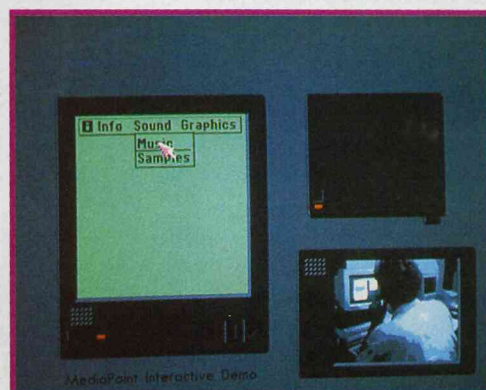 i Info Sound Graphics
Music
Samples
MediaPoint Interactive Demo